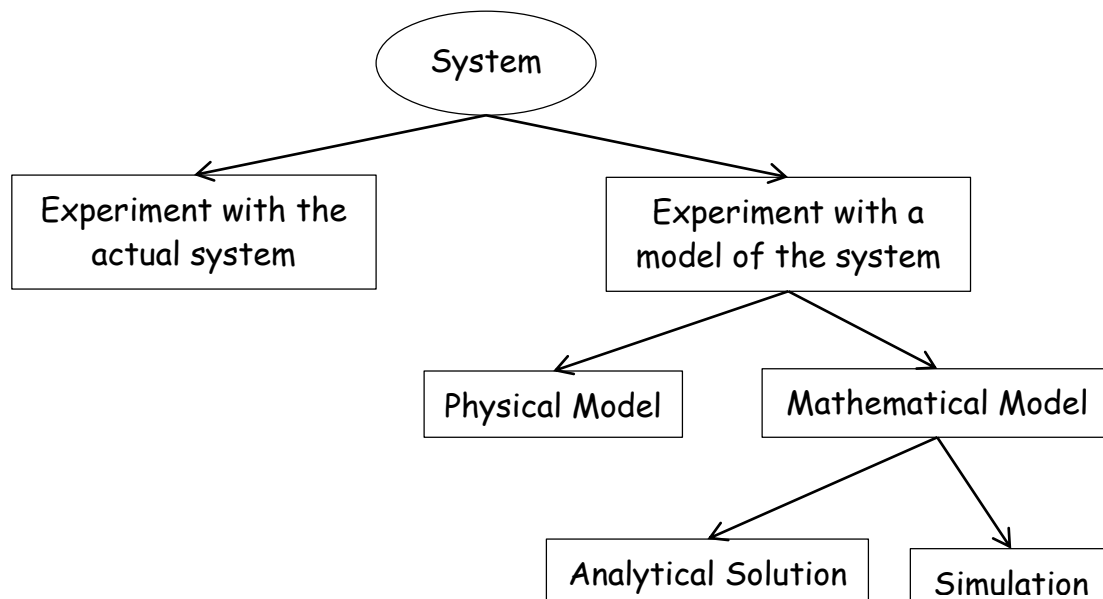 System
Experiment with the
actual system
Experiment with a
model of the system
Physical Model
Mathematical Model
Analytical Solution
Simulation